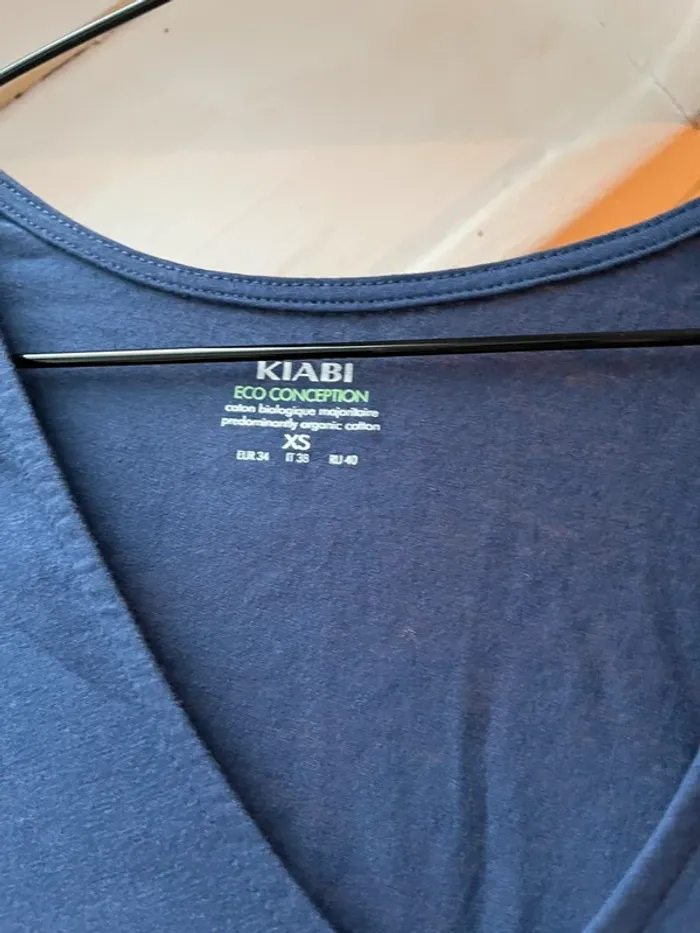 KIABI
ECO CONCEPTION
coton biologique majoritaire
predominantly organic cotton
XS
EUR 34 IT 38 RU 40